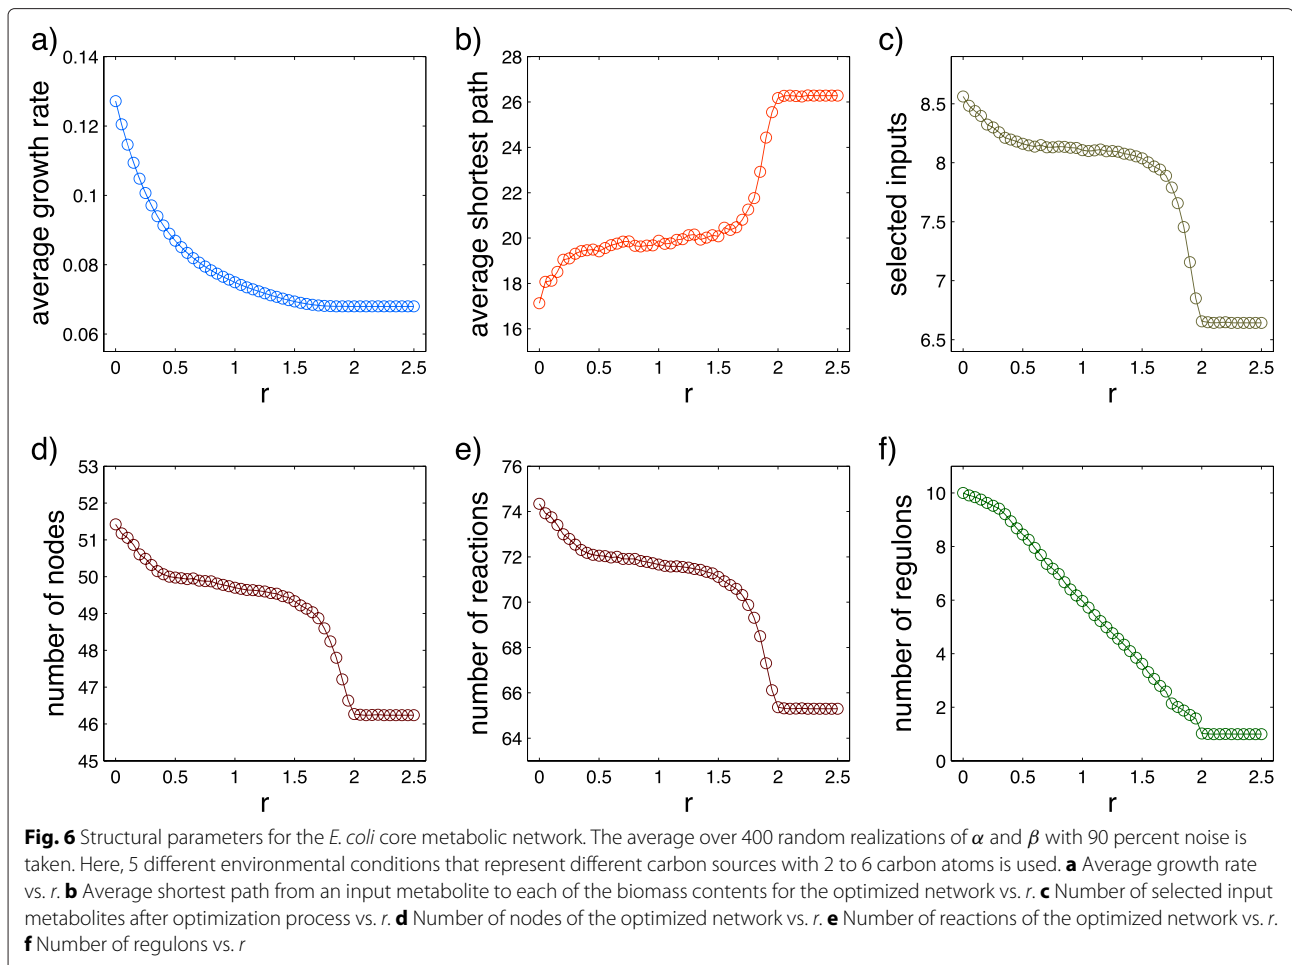 a)
0.14
0.12
0.1
0.08
0.06
average growth rate
0 0.5 1 1.5 2 2.5
r
b)
28
26
24
22
20
18
16
average shortest path
0 0.5 1 1.5 2 2.5
r
c)
8.5
8
7.5
7
6.5
selected inputs
0 0.5 1 1.5 2 2.5
r
d)
53
52
51
50
49
48
47
46
45
number of nodes
0 0.5 1 1.5 2 2.5
r
e)
76
74
72
70
68
66
64
number of reactions
0 0.5 1 1.5 2 2.5
r
f)
10
8
6
4
2
0
number of regulons
0 0.5 1 1.5 2 2.5
r
Fig. 6 Structural parameters for the E. coli core metabolic network. The average over 400 random realizations of α and β with 90 percent noise is
taken. Here, 5 different environmental conditions that represent different carbon sources with 2 to 6 carbon atoms is used. a Average growth rate
vs. r. b Average shortest path from an input metabolite to each of the biomass contents for the optimized network vs. r. c Number of selected input
metabolites after optimization process vs. r. d Number of nodes of the optimized network vs. r. e Number of reactions of the optimized network vs. r.
f Number of regulons vs. r